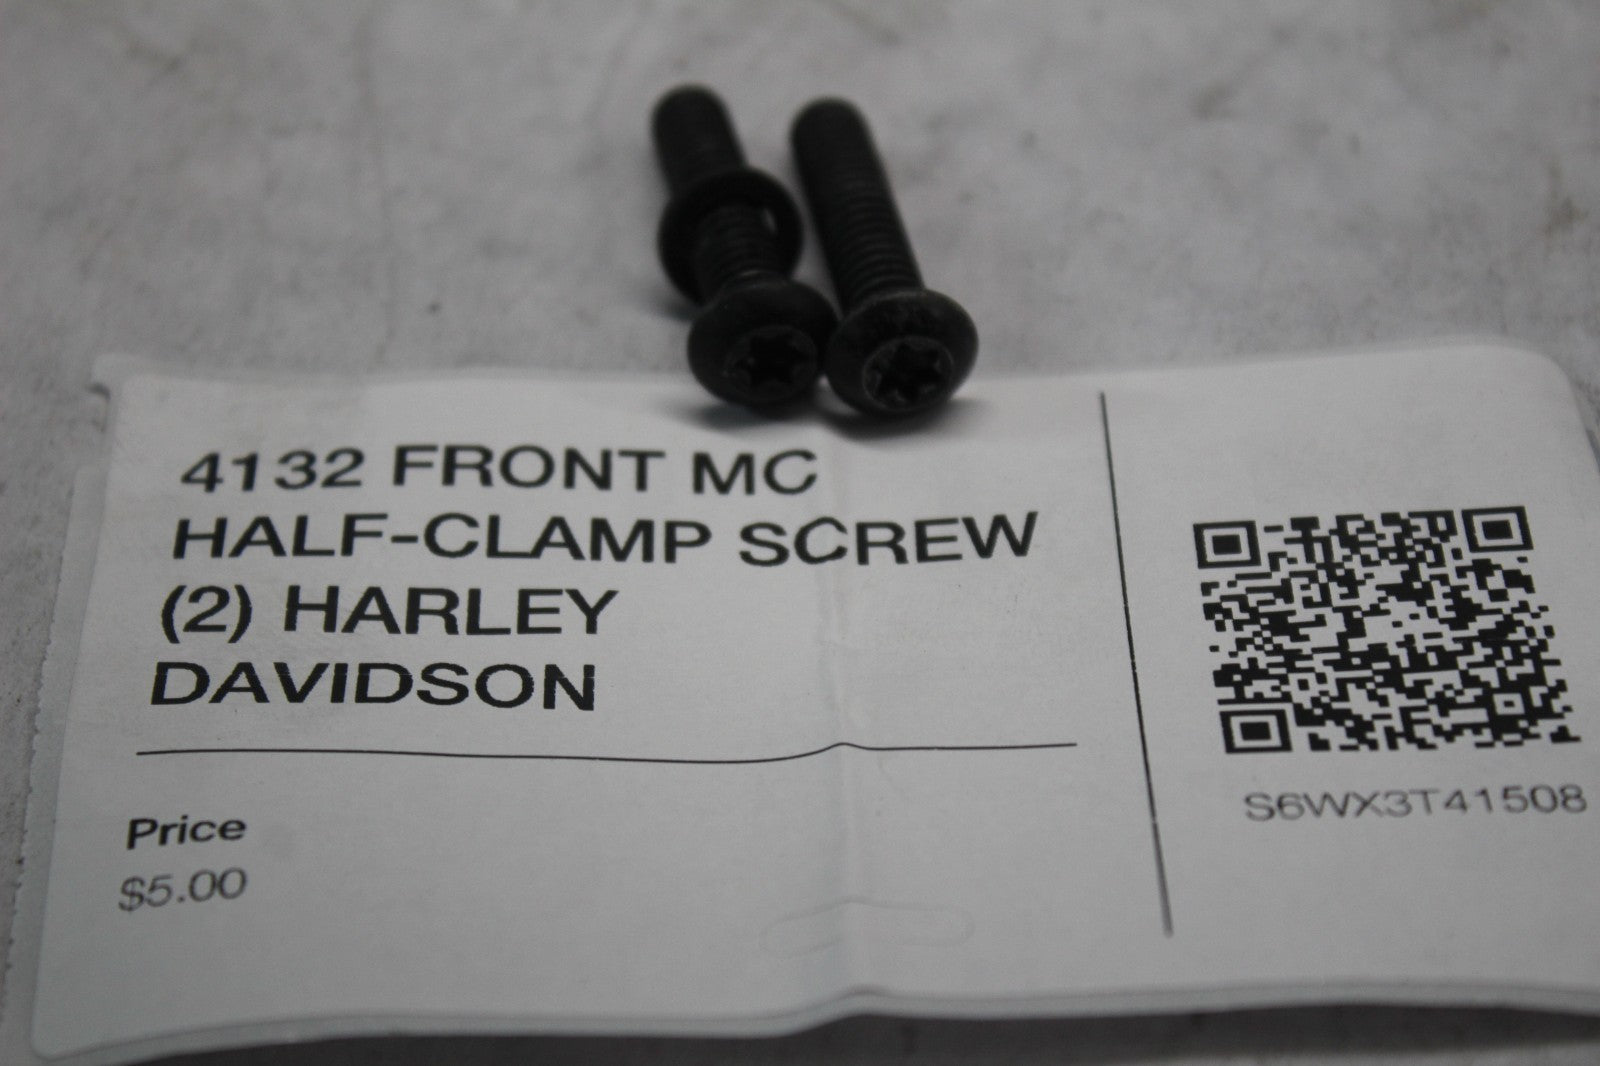 4132 FRONT MC
HALF-CLAMP SCREW
(2) HARLEY
DAVIDSON
Price
$5.00
S6WX3T41508